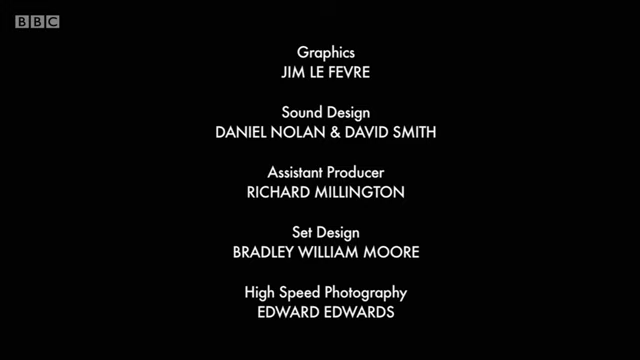 BBC
Graphics
JIM LE FEVRE
Sound Design
DANIEL NOLAN & DAVID SMITH
Assistant Producer
RICHARD MILLINGTON
Set Design
BRADLEY WILLIAM MOORE
High Speed Photography
EDWARD EDWARDS